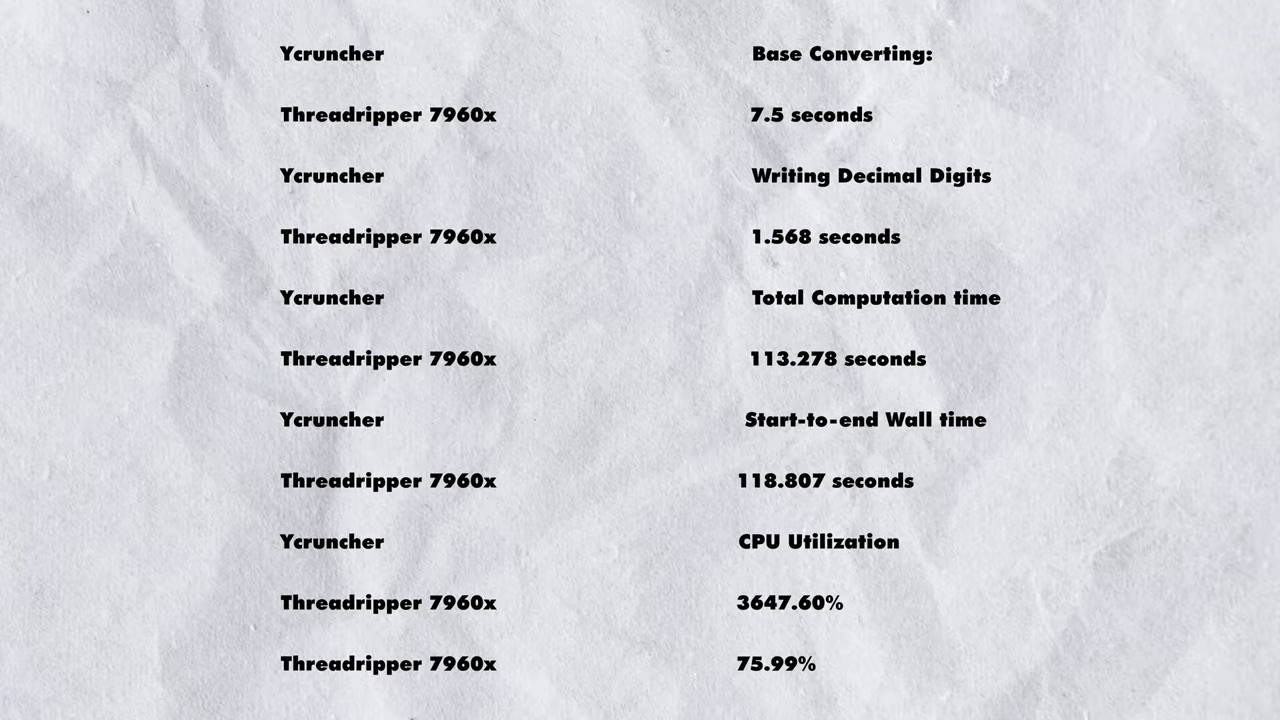 Ycruncher Base Converting:
Threadripper 7960x 7.5 seconds
Ycruncher Writing Decimal Digits
Threadripper 7960x 1.568 seconds
Ycruncher Total Computation time
Threadripper 7960x 113.278 seconds
Ycruncher Start-to-end Wall time
Threadripper 7960x 118.807 seconds
Ycruncher CPU Utilization
Threadripper 7960x 3647.60%
Threadripper 7960x 75.99%